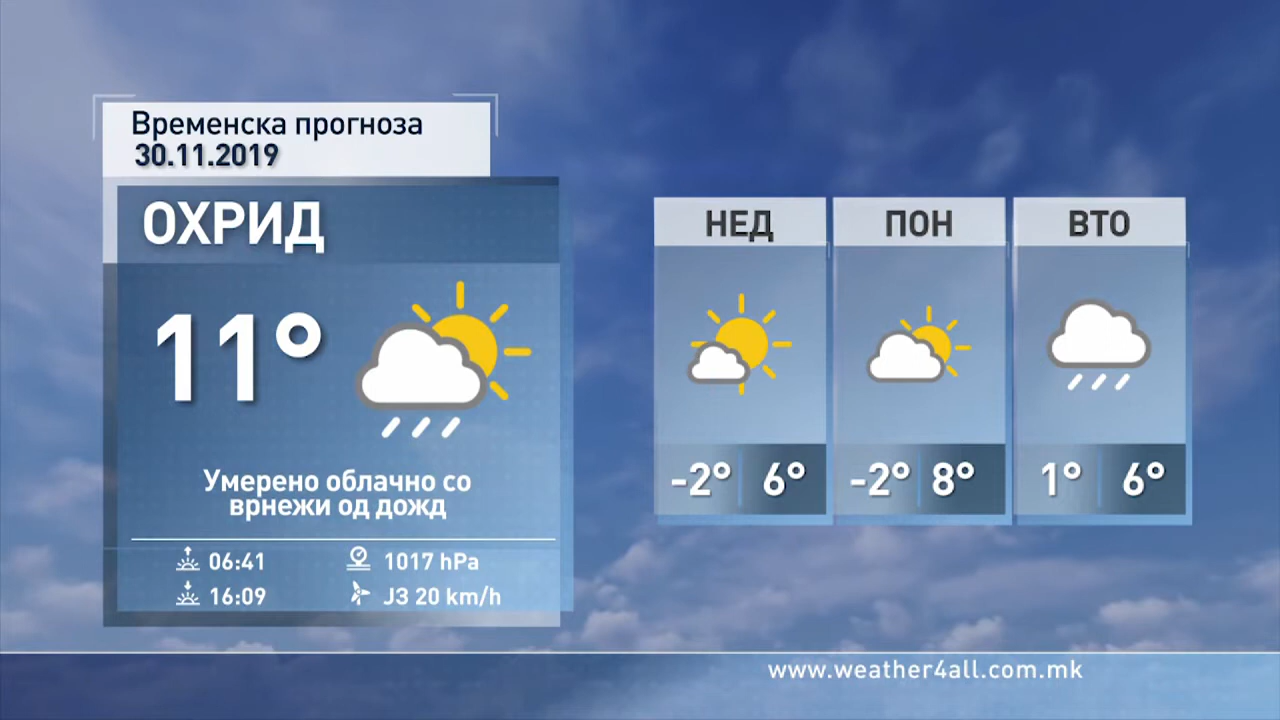 Временска прогноза
30.11.2019
ОХРИД
11°
Умерено облачно со
врнежи од дожд
06:41
1017 hPa
16:09
ЈЗ 20 km/h
НЕД
-2° 6°
ПОН
-2° 8°
ВТО
1° 6°
www.weather4all.com.mk